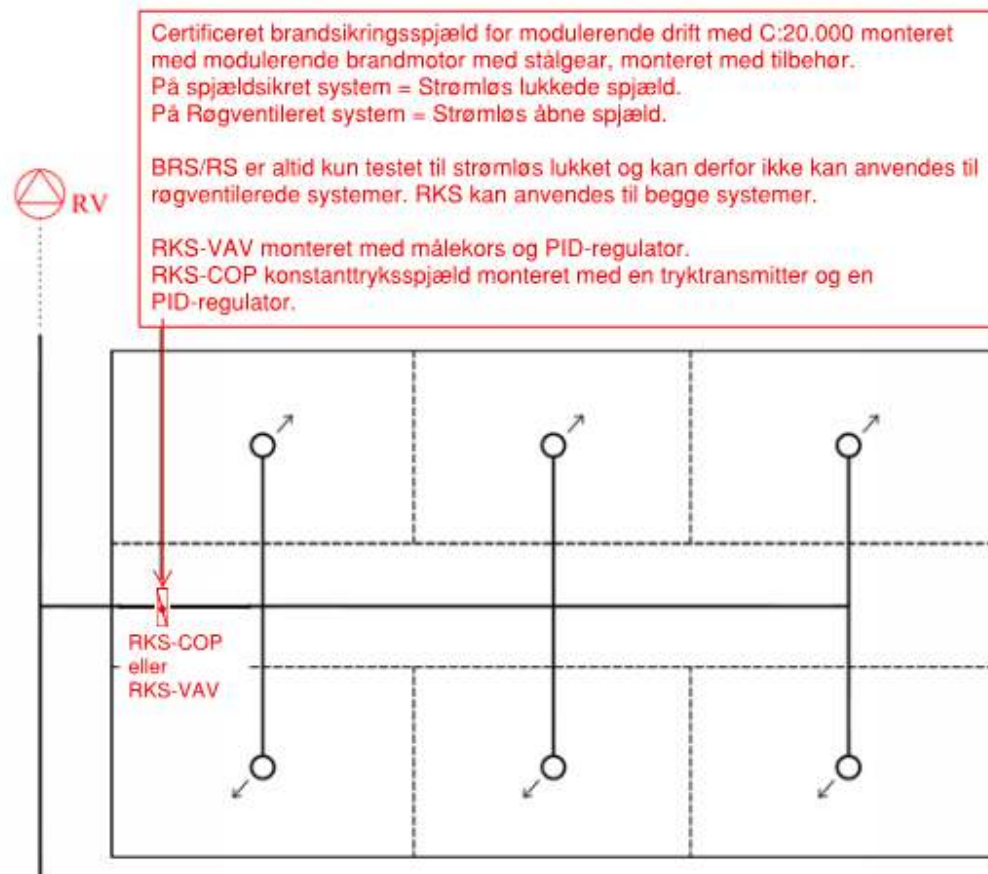 Certificeret brandsikringsspjæld for modulerende drift med C:20.000 monteret
med modulerende brandmotor med stålgear, monteret med tilbehør.
På spjældsikret system = Strømløs lukkede spjæld.
På Røgventileret system = Strømløs åbne spjæld.
BRS/RS er altid kun testet til strømløs lukket og kan derfor ikke kan anvendes til
røgventilerede systemer. RKS kan anvendes til begge systemer.
RKS-VAV monteret med målekors og PID-regulator.
RKS-COP konstanttryksspjæld monteret med en tryktransmitter og en
PID-regulator.
RV
RKS-COP
eller
RKS-VAV